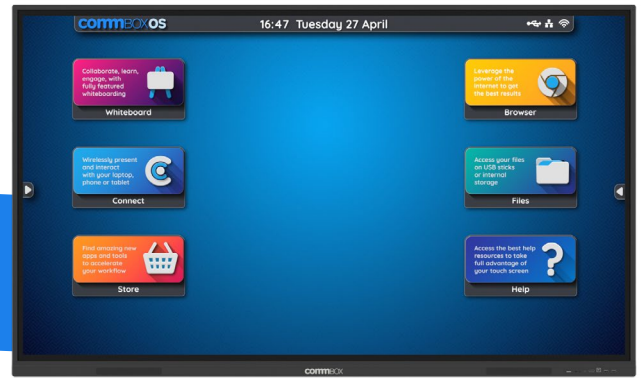 commBOXOS
16:47 Tuesday 27 April
Collaborate, learn,
engage, with
fully featured
whiteboarding
Whiteboard
Leverage the
power of the
internet to get
the best results
Browser
Wirelessly present
and interact
with your laptop,
phone or tablet
Connect
Access your files
on USB sticks
or internal
storage
Files
Find amazing new
apps and tools
to accelerate
your workflow
Store
Access the best help
resources to take
full advantage of
your touch screen
Help
commBOX